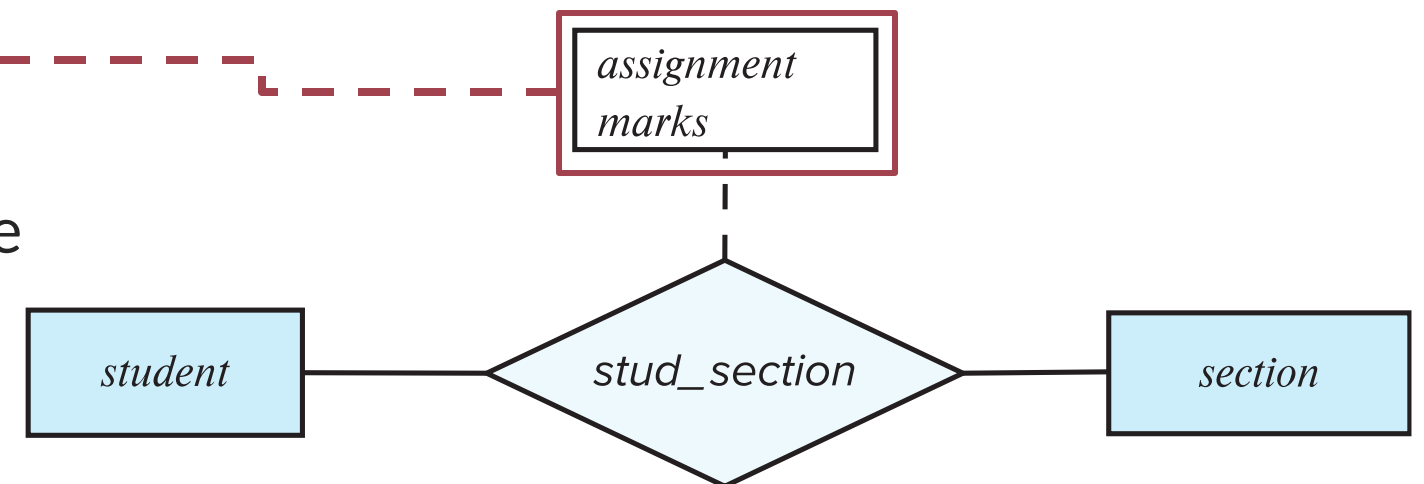 assignment
marks
e
student
stud_section
section